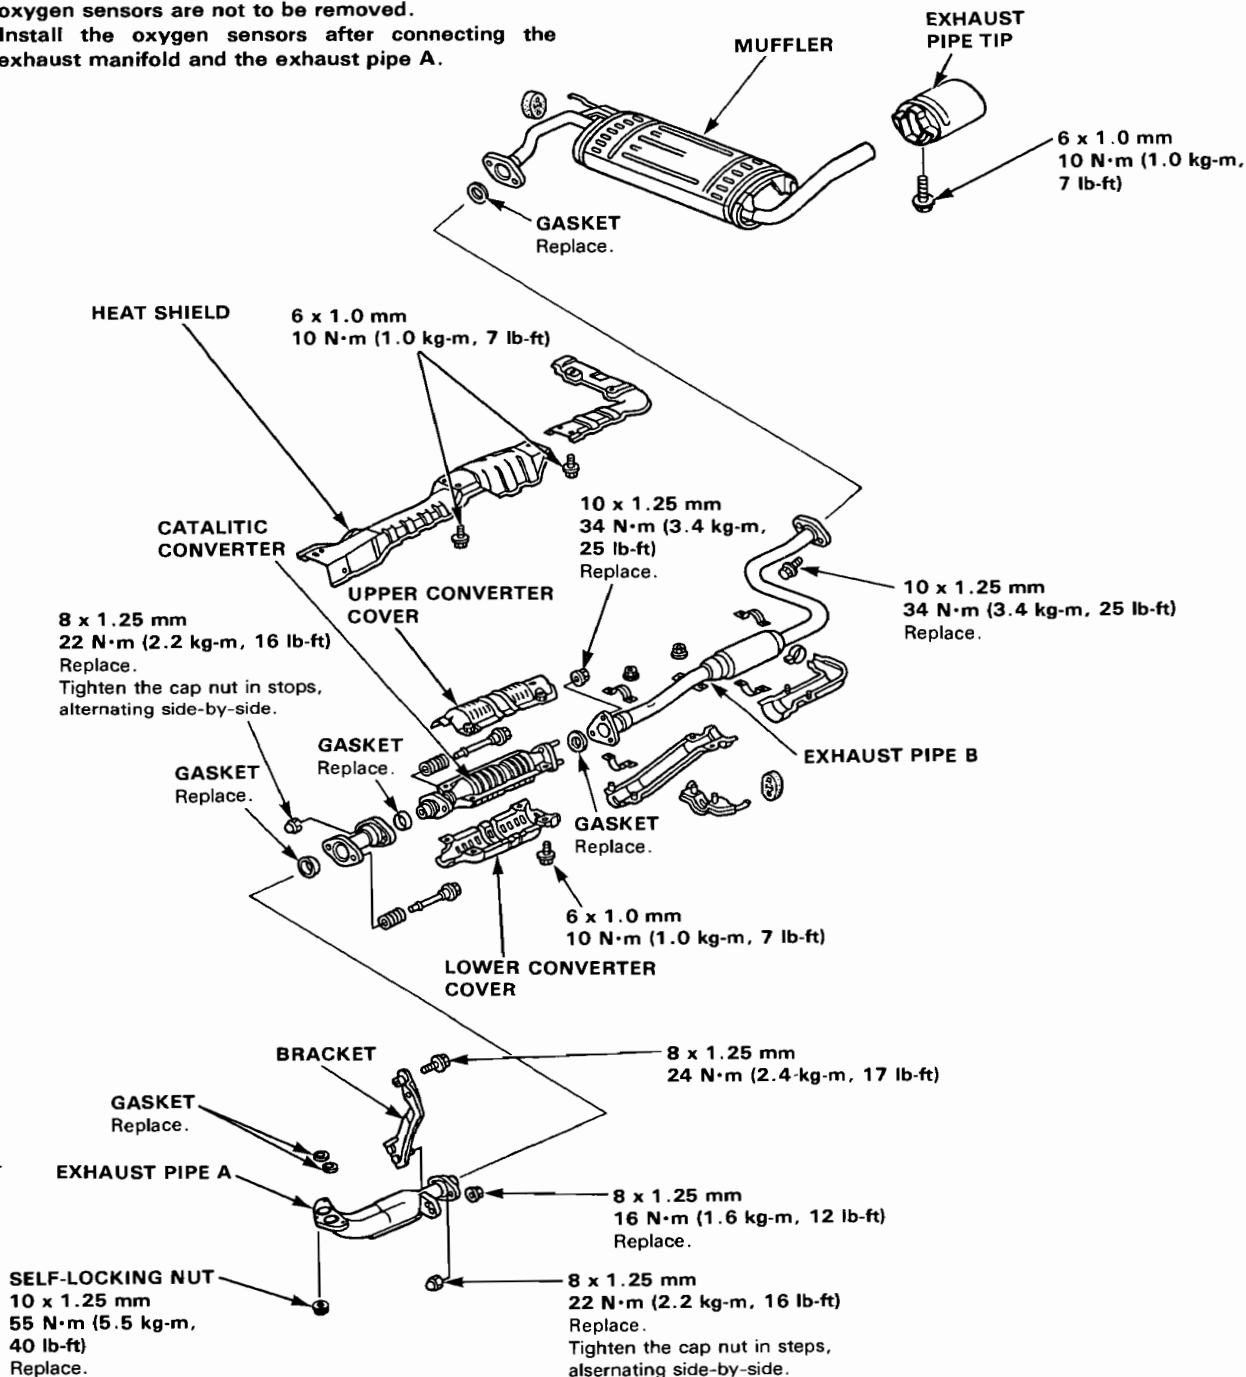 oxygen sensors are not to be removed.
Install the oxygen sensors after connecting the
exhaust manifold and the exhaust pipe A.
EXHAUST
PIPE TIP
MUFFLER
6 x 1.0 mm
10 N·m (1.0 kg-m,
7 lb-ft)
GASKET
Replace.
HEAT SHIELD
6 x 1.0 mm
10 N·m (1.0 kg-m, 7 lb-ft)
10 x 1.25 mm
34 N·m (3.4 kg-m,
25 lb-ft)
Replace.
CATALITIC
CONVERTER
UPPER CONVERTER
COVER
10 x 1.25 mm
34 N·m (3.4 kg-m, 25 lb-ft)
Replace.
8 x 1.25 mm
22 N·m (2.2 kg-m, 16 lb-ft)
Replace.
Tighten the cap nut in stops,
alternating side-by-side.
GASKET
Replace.
GASKET
Replace.
EXHAUST PIPE B
GASKET
Replace.
6 x 1.0 mm
10 N·m (1.0 kg-m, 7 lb-ft)
LOWER CONVERTER
COVER
BRACKET
8 x 1.25 mm
24 N·m (2.4-kg-m, 17 lb-ft)
GASKET
Replace.
EXHAUST PIPE A
8 x 1.25 mm
16 N·m (1.6 kg-m, 12 lb-ft)
Replace.
SELF-LOCKING NUT
10 x 1.25 mm
55 N·m (5.5 kg-m,
40 lb-ft)
Replace.
8 x 1.25 mm
22 N·m (2.2 kg-m, 16 lb-ft)
Replace.
Tighten the cap nut in steps,
alsernating side-by-side.